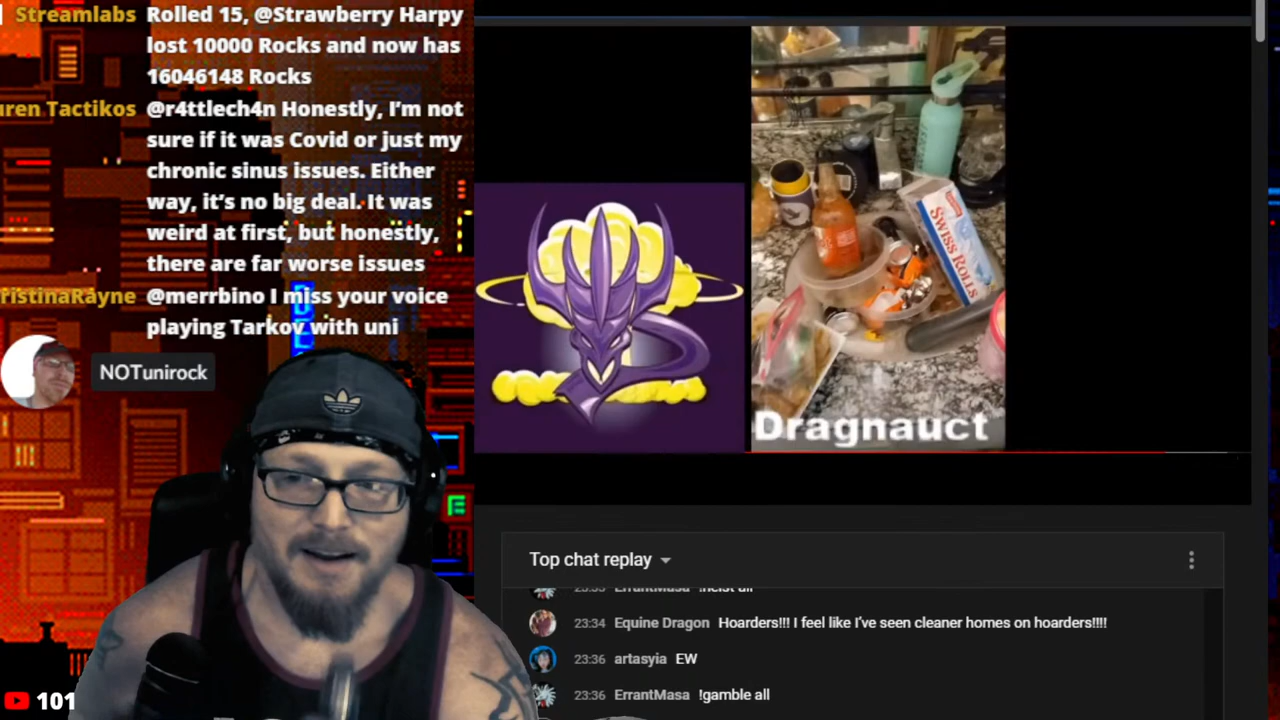 Streamlabs Rolled 15, @Strawberry Harpy
lost 10000 Rocks and now has
16046148 Rocks
Tactikos @r4ttlech4n Honestly, I'm not
sure if it was Covid or just my
chronic sinus issues. Either
way, it's no big deal. It was
weird at first, but honestly,
there are far worse issues
@merrbino I miss your voice
playing Tarkov with uni
NOTunirock
SWISS ROLLS
Dragnauct
Top chat replay
23:34 Equine Dragon Hoarders!!! I feel like I've seen cleaner homes on hoarders!!!!
23:36 artasyia EW
23:36 ErrantMasa !gamble all
101